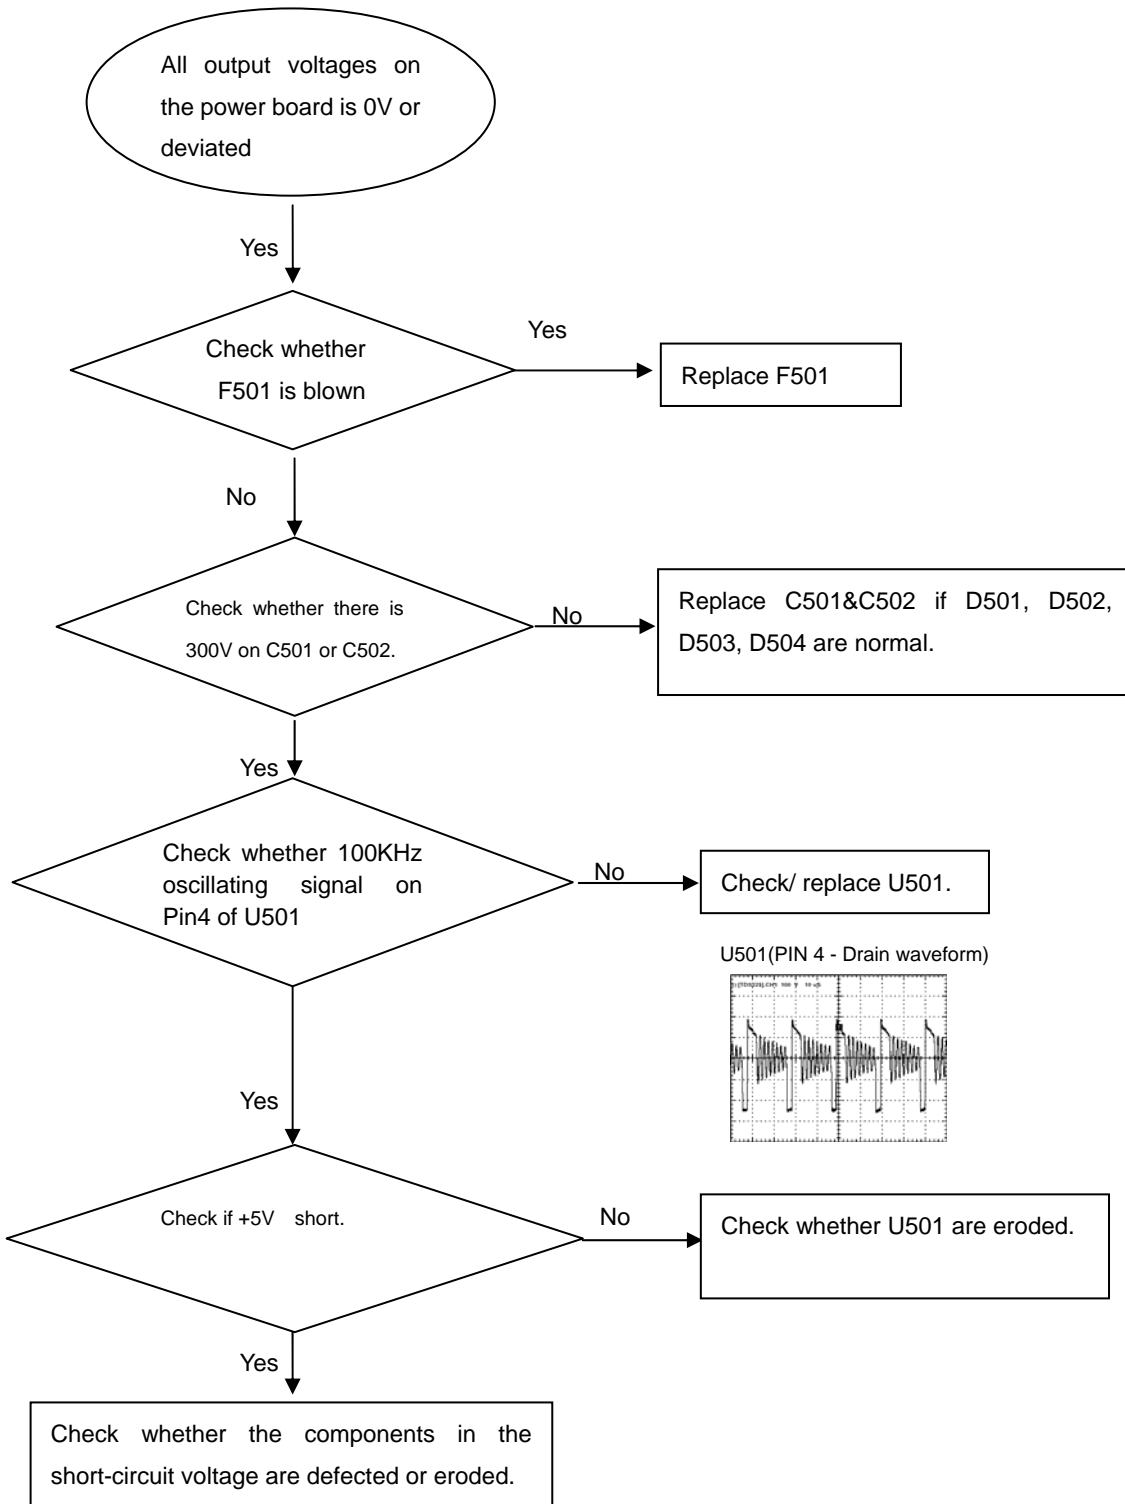 All output voltages on
the power board is 0V or
deviated
Yes
Check whether
F501 is blown
Yes
Replace F501
No
Check whether there is
300V on C501 or C502.
No
Replace C501&C502 if D501, D502,
D503, D504 are normal.
Yes
Check whether 100KHz
oscillating signal on
Pin4 of U501
No
Check/ replace U501.
U501(PIN 4 - Drain waveform)
Yes
Check if +5V short.
No
Check whether U501 are eroded.
Yes
Check whether the components in the
short-circuit voltage are defected or eroded.